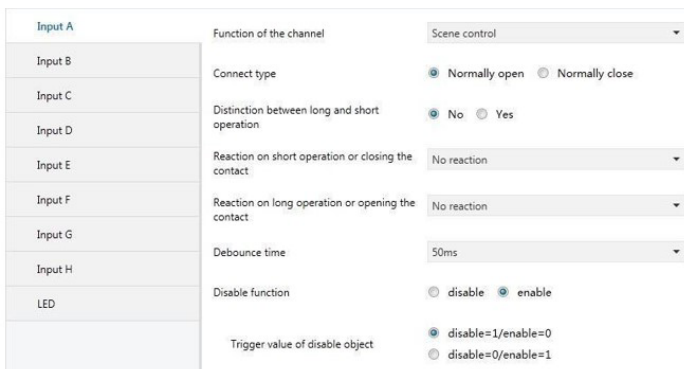 Input A
Input B
Input C
Input D
Input E
Input F
Input G
Input H
LED
Function of the channel
Scene control
Connect type
Normally open Normally close
Distinction between long and short
operation
No Yes
Reaction on short operation or closing the
contact
No reaction
Reaction on long operation or opening the
contact
No reaction
Debounce time
50ms
Disable function
disable enable
Trigger value of disable object
disable=1/enable=0
disable=0/enable=1